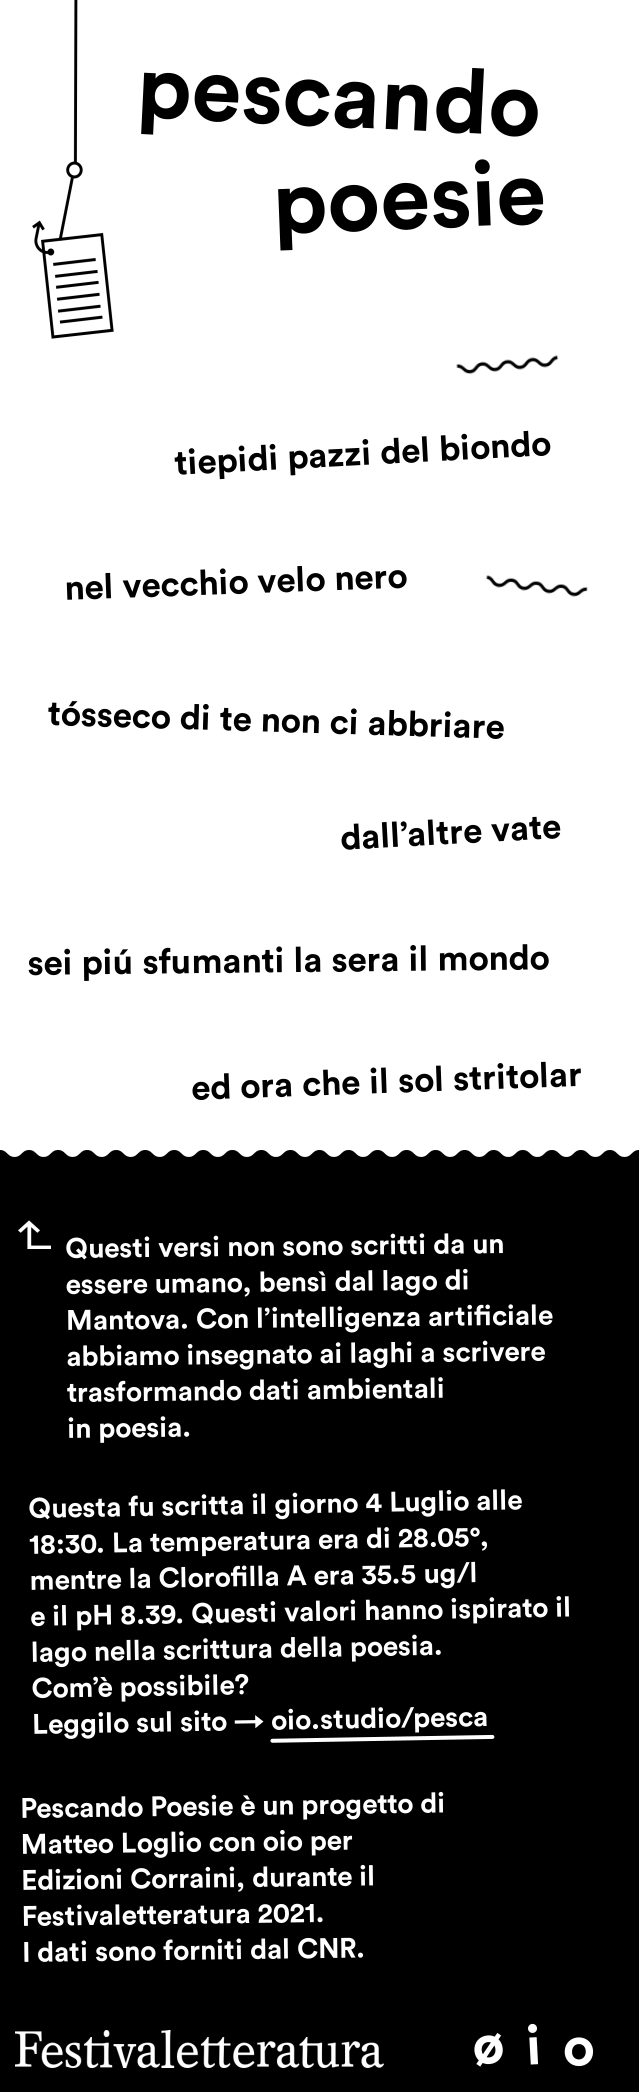 pescando
poesie
tiepidi pazzi del biondo
nel vecchio velo nero
tósseco di te non ci abbriare
dall’altre vate
sei piú sfumanti la sera il mondo
ed ora che il sol stritolar
Questi versi non sono scritti da un
essere umano, bensì dal lago di
Mantova. Con l’intelligenza artificiale
abbiamo insegnato ai laghi a scrivere
trasformando dati ambientali
in poesia.
Questa fu scritta il giorno 4 Luglio alle
18:30. La temperatura era di 28.05°,
mentre la Clorofilla A era 35.5 ug/l
e il pH 8.39. Questi valori hanno ispirato il
lago nella scrittura della poesia.
Com’è possibile?
Leggilo sul sito → oio.studio/pesca
Pescando Poesie è un progetto di
Matteo Loglio con oio per
Edizioni Corraini, durante il
Festivaletteratura 2021.
I dati sono forniti dal CNR.
Festivaletteratura ø i o